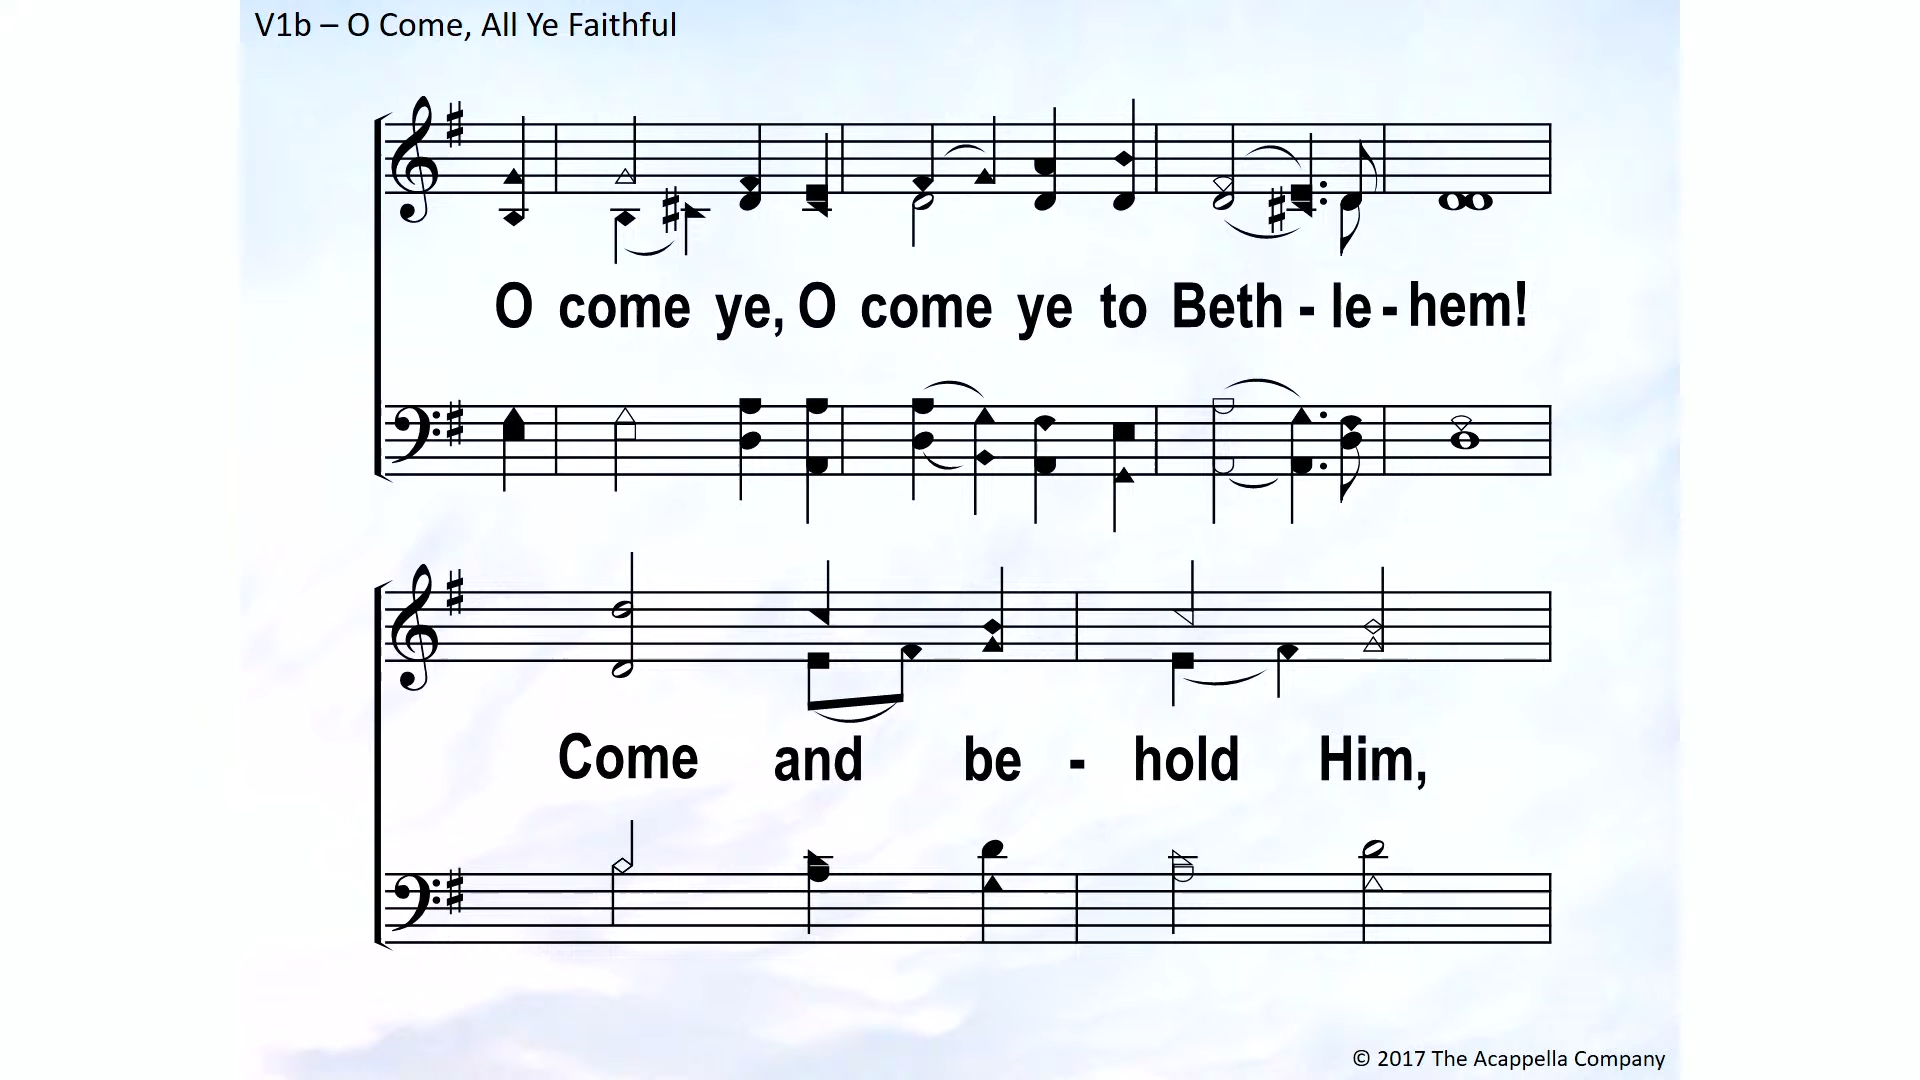 V1b – O Come, All Ye Faithful
O come ye, O come ye to Beth - le - hem!
Come and be - hold Him,
© 2017 The Acappella Company